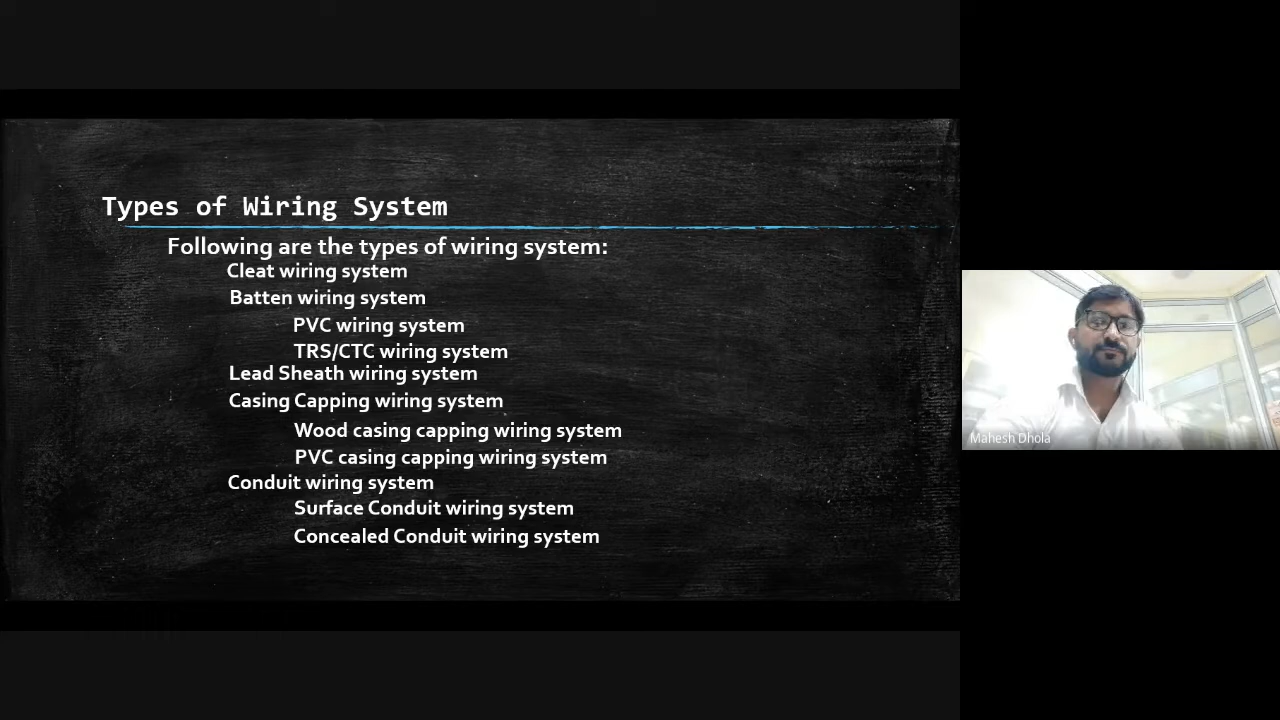 Types of Wiring System
Following are the types of wiring system:
Cleat wiring system
Batten wiring system
PVC wiring system
TRS/CTC wiring system
Lead Sheath wiring system
Casing Capping wiring system
Wood casing capping wiring system
PVC casing capping wiring system
Conduit wiring system
Surface Conduit wiring system
Concealed Conduit wiring system
Mahesh Dhola